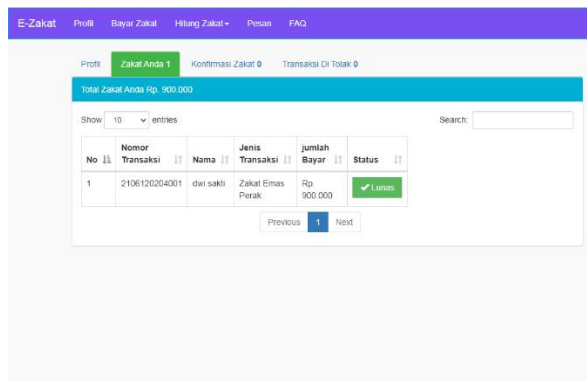 E-Zakat Profil Bayar Zakat Hitung Zakat Pesan FAQ
Profil Zakat Anda 1 Konfirmasi Zakat 0 Transaksi Di Tolak 0
Total Zakat Anda Rp. 900.000
Show 10 entries Search:
No Nomor Transaksi Nama Jenis Transaksi jumlah Bayar Status
1 2106120204001 dwi sakti Zakat Emas Perak Rp. 900.000 Lunas
Previous 1 Next